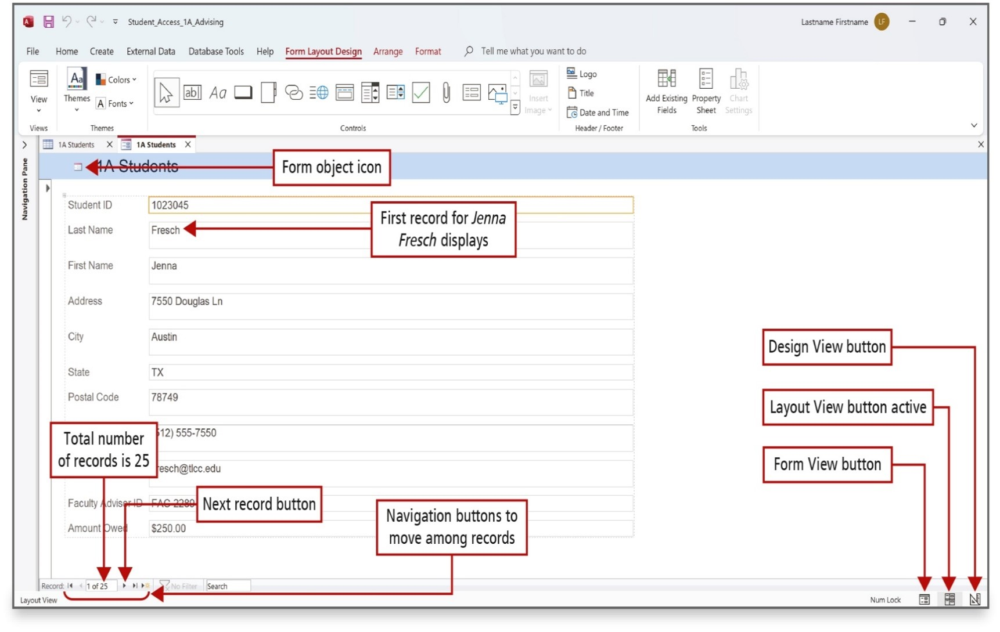 Student_Access_1A_Advising
Lastname Firstname LF
File Home Create External Data Database Tools Help Form Layout Design Arrange Format Tell me what you want to do
View
Views
Aa
Themes
Colors
A Fonts
Themes
ab Aa
Controls
Insert
Image
Logo
Title
Date and Time
Header / Footer
Add Existing
Fields
Property
Sheet
Chart
Settings
Tools
1A Students 1A Students
Navigation Pane
1A Students
Form object icon
Student ID 1023045
Last Name Fresch
First record for Jenna
Fresch displays
First Name Jenna
Address 7550 Douglas Ln
City Austin
State TX
Postal Code 78749
512) 555-7550
resch@tlcc.edu
Faculty Advisor ID FAC-2289
Amount Owed $250.00
Total number
of records is 25
Next record button
Navigation buttons to
move among records
Design View button
Layout View button active
Form View button
Record: 1 of 25 No Filter Search
Layout View Num Lock